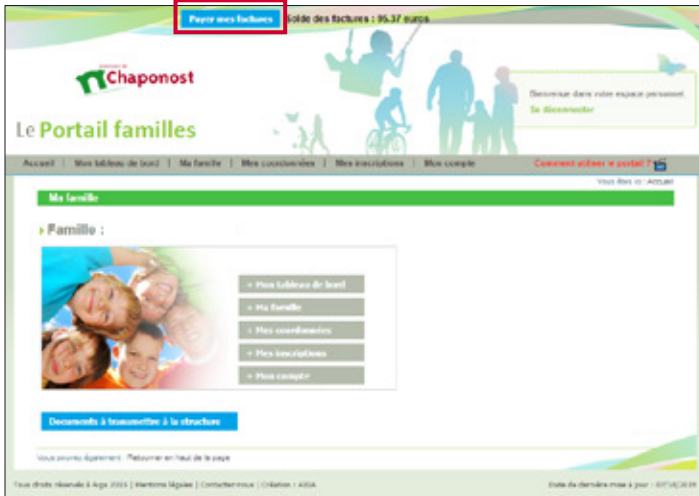 Payer mes factures Solde des factures : 95.37 euros
Chaponost
Bienvenue dans votre espace personnel
Se déconnecter
Le Portail familles
Accueil | Mon tableau de bord | Ma famille | Mes coordonnées | Mes inscriptions | Mon compte Comment utiliser le portail ?
Vous êtes ici : Accueil
Ma famille
Famille :
+ Mon tableau de bord
+ Ma famille
+ Mes coordonnées
+ Mes inscriptions
+ Mon compte
Documents à transmettre à la structure
Vous pouvez également : Retourner en haut de la page
Tous droits réservés à Aiga 2015 | Mentions légales | Contactez-nous | Création : AIGA
Date de dernière mise à jour :